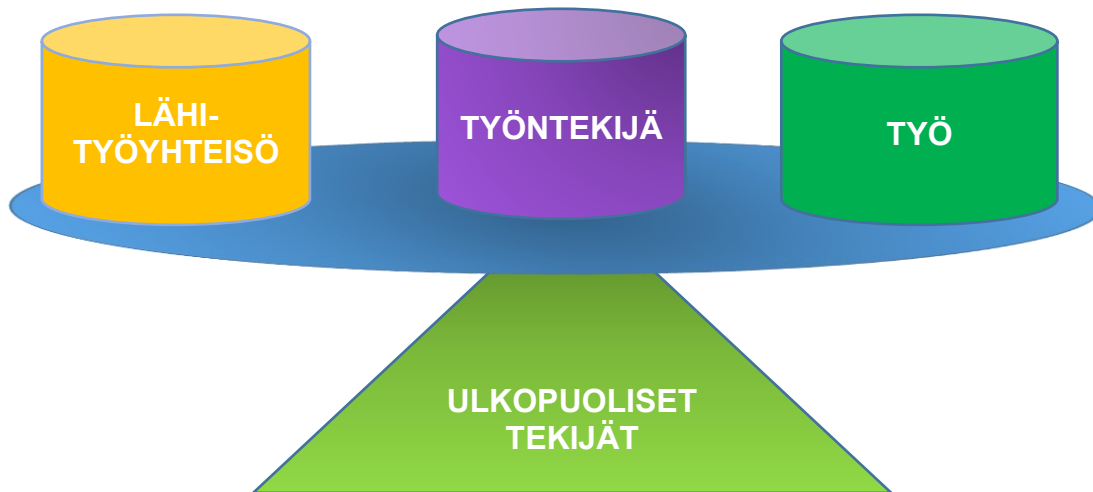 LÄHI-
TYÖYHTEISÖ
TYÖNTEKIJÄ
TYÖ
ULKOPUOLISET
TEKIJÄT